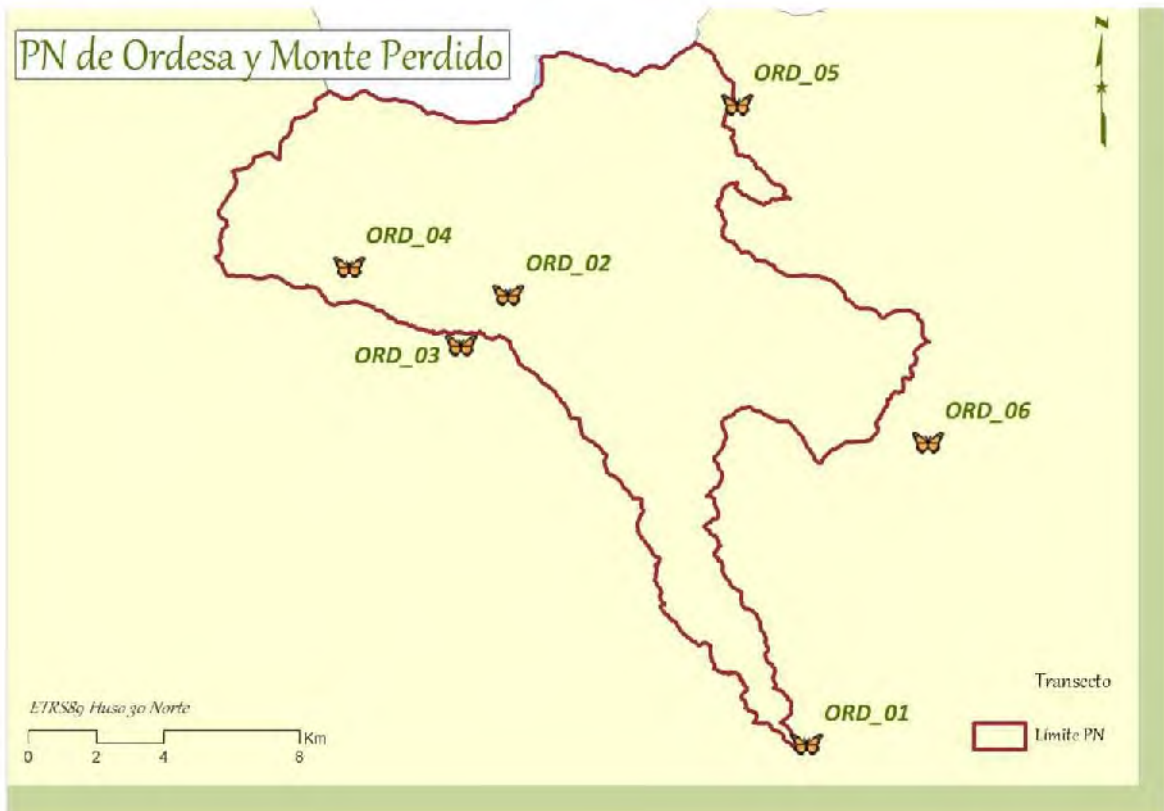 PN de Ordesa y Monte Perdido
N
ORD_05
ORD_04
ORD_02
ORD_03
ORD_06
ORD_01
Transecto
Límite PN
ETRS89 Huso 30 Norte
Km
0 2 4 8